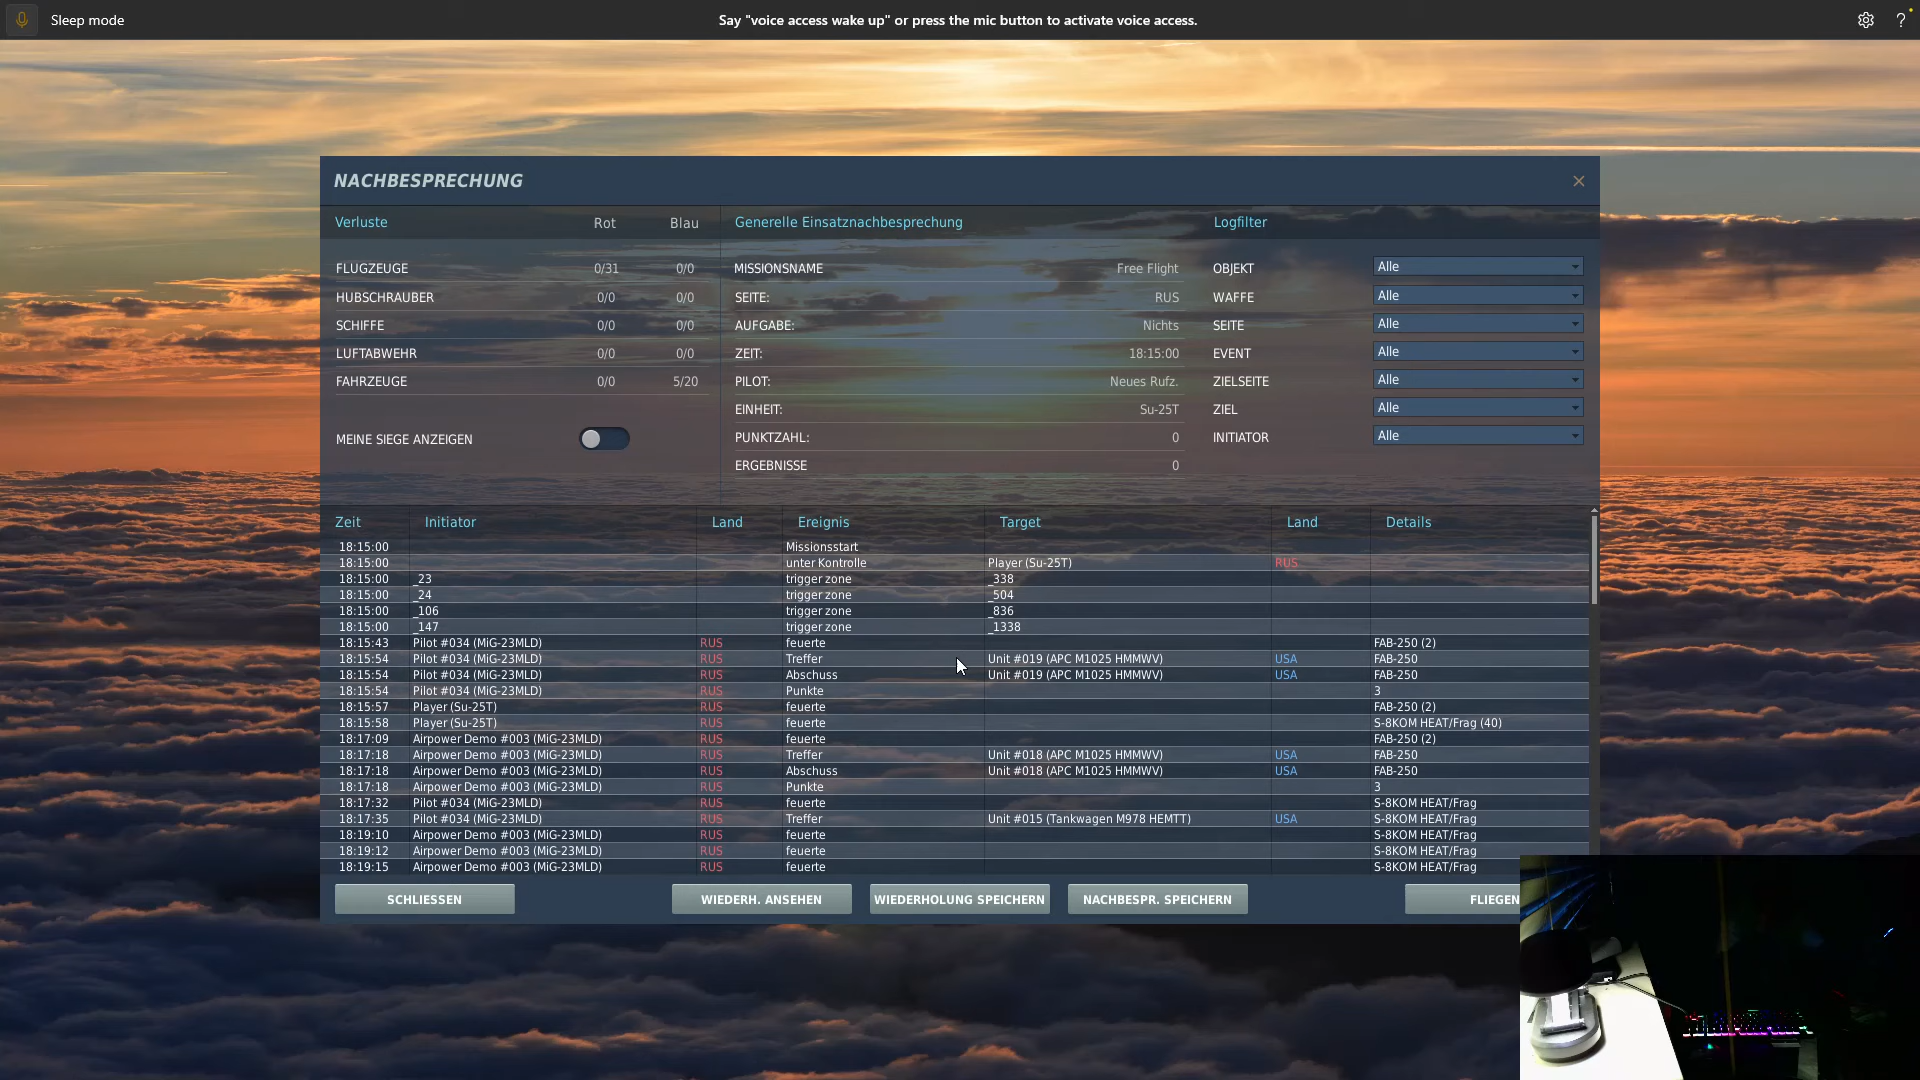 Sleep mode
Say "voice access wake up" or press the mic button to activate voice access.
?
NACHBESPRECHUNG
Verluste Rot Blau
FLUGZEUGE 0/31 0/0
HUBSCHRAUBER 0/0 0/0
SCHIFFE 0/0 0/0
LUFTABWEHR 0/0 0/0
FAHRZEUGE 0/0 5/20
MEINE SIEGE ANZEIGEN
Generelle Einsatznachbesprechung
MISSIONSNAME Free Flight
SEITE: RUS
AUFGABE: Nichts
ZEIT: 18:15:00
PILOT: Neues Rufz.
EINHEIT: Su-25T
PUNKTZAHL: 0
ERGEBNISSE 0
Logfilter
OBJEKT Alle
WAFFE Alle
SEITE Alle
EVENT Alle
ZIELSEITE Alle
ZIEL Alle
INITIATOR Alle
Zeit Initiator Land Ereignis Target Land Details
18:15:00 Missionsstart
18:15:00 unter Kontrolle Player (Su-25T) RUS
18:15:00 _23 trigger zone _338
18:15:00 _24 trigger zone _504
18:15:00 _106 trigger zone _836
18:15:00 _147 trigger zone _1338
18:15:43 Pilot #034 (MiG-23MLD) RUS feuerte FAB-250 (2)
18:15:54 Pilot #034 (MiG-23MLD) RUS Treffer Unit #019 (APC M1025 HMMWV) USA FAB-250
18:15:54 Pilot #034 (MiG-23MLD) RUS Abschuss Unit #019 (APC M1025 HMMWV) USA FAB-250
18:15:54 Pilot #034 (MiG-23MLD) RUS Punkte 3
18:15:57 Player (Su-25T) RUS feuerte FAB-250 (2)
18:15:58 Player (Su-25T) RUS feuerte S-8KOM HEAT/Frag (40)
18:17:09 Airpower Demo #003 (MiG-23MLD) RUS feuerte FAB-250 (2)
18:17:18 Airpower Demo #003 (MiG-23MLD) RUS Treffer Unit #018 (APC M1025 HMMWV) USA FAB-250
18:17:18 Airpower Demo #003 (MiG-23MLD) RUS Abschuss Unit #018 (APC M1025 HMMWV) USA FAB-250
18:17:18 Airpower Demo #003 (MiG-23MLD) RUS Punkte 3
18:17:32 Pilot #034 (MiG-23MLD) RUS feuerte S-8KOM HEAT/Frag
18:17:35 Pilot #034 (MiG-23MLD) RUS Treffer Unit #015 (Tankwagen M978 HEMTT) USA S-8KOM HEAT/Frag
18:19:10 Airpower Demo #003 (MiG-23MLD) RUS feuerte S-8KOM HEAT/Frag
18:19:12 Airpower Demo #003 (MiG-23MLD) RUS feuerte S-8KOM HEAT/Frag
18:19:15 Airpower Demo #003 (MiG-23MLD) RUS feuerte S-8KOM HEAT/Frag
SCHLIESSEN WIEDERH. ANSEHEN WIEDERHOLUNG SPEICHERN NACHBESPR. SPEICHERN FLIEGEN